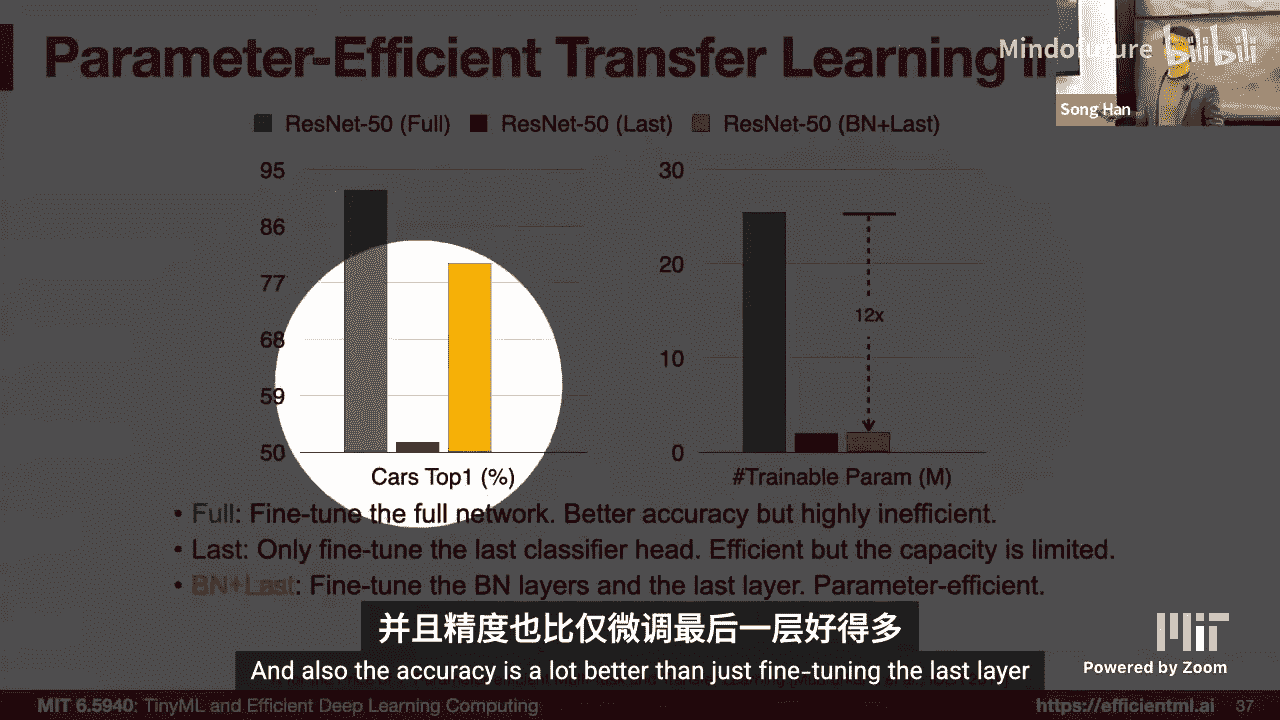 Parameter-Efficient Transfer Learning
Mindofuture bilibili
Song Han
ResNet-50 (Full) ResNet-50 (Last) ResNet-50 (BN+Last)
95
86
77
68
59
50
Cars Top1 (%)
30
20
10
0
12x
#Trainable Param (M)
• Full: Fine-tune the full network. Better accuracy but highly inefficient.
• Last: Only fine-tune the last classifier head. Efficient but the capacity is limited.
• BN+Last: Fine-tune the BN layers and the last layer. Parameter-efficient.
并且精度也比仅微调最后一层好得多
And also the accuracy is a lot better than just fine-tuning the last layer
MIT
Powered by Zoom
MIT 6.5940: TinyML and Efficient Deep Learning Computing
https://efficientml.ai 37